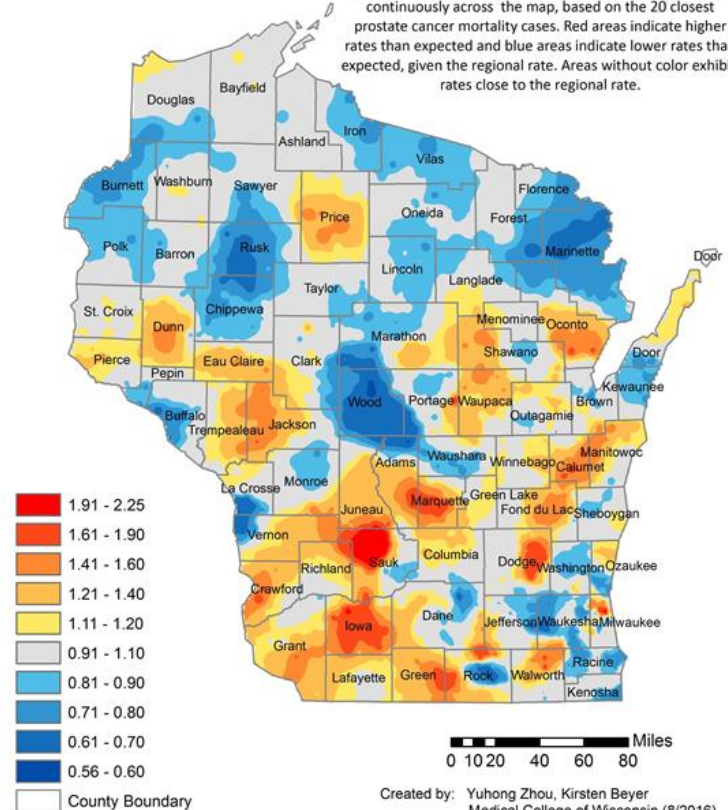 continuously across the map, based on the 20 closest
prostate cancer mortality cases. Red areas indicate higher
rates than expected and blue areas indicate lower rates tha
expected, given the regional rate. Areas without color exhibi
rates close to the regional rate.
Douglas
Bayfield
Ashland
Iron
Vilas
Burnett
Washburn
Sawyer
Florence
Price
Oneida
Forest
Polk
Barron
Rusk
Marinette
Lincoln
Door
Langlade
Taylor
St. Croix
Chippewa
Dunn
Menominee
Oconto
Marathon
Shawano
Pierce
Eau Claire
Clark
Door
Pepin
Kewaunee
Wood
Portage
Waupaca
Brown
Buffalo
Outagamie
Trempealeau
Jackson
Manitowoc
Adams
Waushara
Winnebago
Calumet
Monroe
La Crosse
Green Lake
Marquette
Juneau
Fond du Lac
Sheboygan
Vernon
Columbia
Sauk
Richland
Dodge
Washington
Ozaukee
Crawford
Dane
Iowa
Jefferson
Waukesha
Milwaukee
Grant
Racine
Lafayette
Green
Rock
Walworth
Kenosha
1.91 - 2.25
1.61 - 1.90
1.41 - 1.60
1.21 - 1.40
1.11 - 1.20
0.91 - 1.10
0.81 - 0.90
0.71 - 0.80
0.61 - 0.70
0.56 - 0.60
County Boundary
Miles
0 10 20 40 60 80
Created by: Yuhong Zhou, Kirsten Beyer
Medical College of Wisconsin (8/2016)